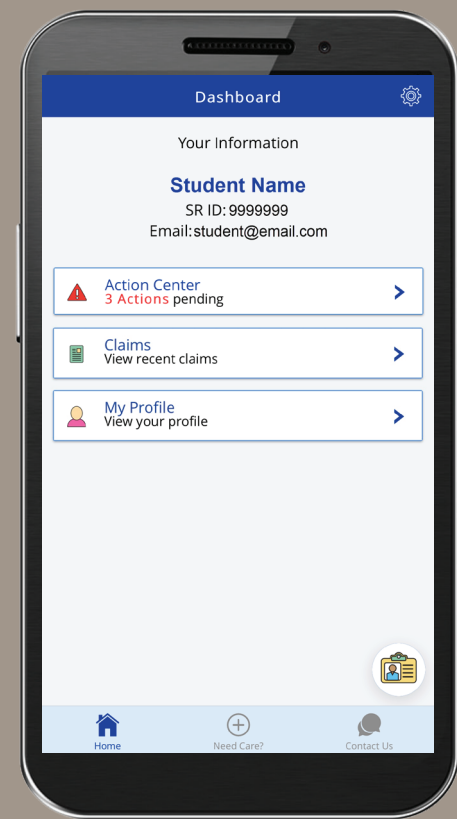 Dashboard
Your Information
Student Name
SR ID: 9999999
Email:student@email.com
Action Center
3 Actions pending
Claims
View recent claims
My Profile
View your profile
Home
Need Care?
Contact Us